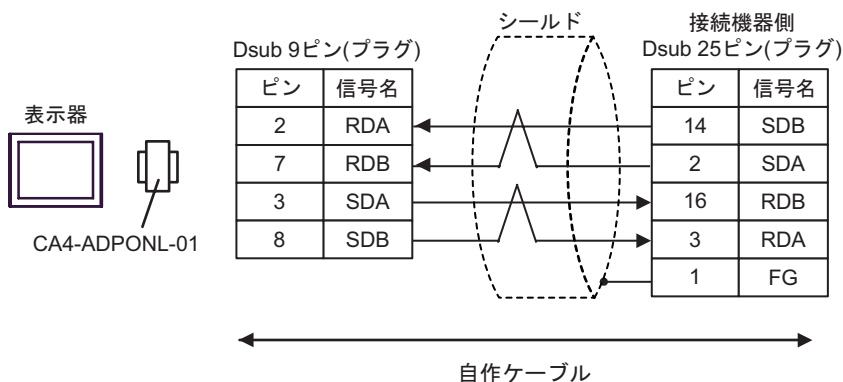 シールド
接続機器側
Dsub 9ピン(プラグ)
Dsub 25ピン(プラグ)
ピン 信号名
ピン 信号名
表示器
2 RDA
14 SDB
7 RDB
2 SDA
3 SDA
16 RDB
8 SDB
3 RDA
1 FG
CA4-ADPONL-01
自作ケーブル